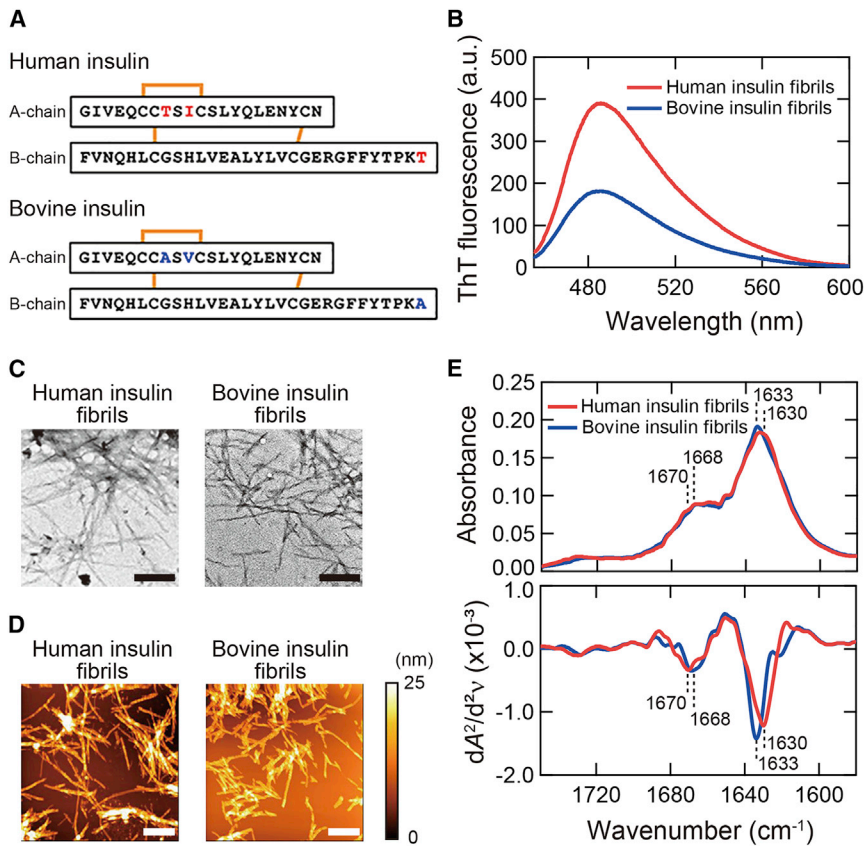 A
Human insulin
A-chain GIVEQCCTSICSLYQLENYCN
B-chain FVNQHLCGSHLVEALYLVCGERGFFYTPKT
Bovine insulin
A-chain GIVEQCCASVCSLYQLENYCN
B-chain FVNQHLCGSHLVEALYLVCGERGFFYTPKA
B
500
400
300
200
100
0
ThT fluorescence (a.u.)
Human insulin fibrils
Bovine insulin fibrils
480 520 560 600
Wavelength (nm)
C
Human insulin
fibrils
Bovine insulin
fibrils
D
Human insulin
fibrils
Bovine insulin
fibrils
(nm)
25
0
E
0.25
0.20
0.15
0.10
0.05
0.00
Absorbance
Human insulin fibrils
Bovine insulin fibrils
1633
1630
1668
1670
1.0
0.0
-1.0
-2.0
dA²/d²ν (x10⁻³)
1670
1668
1630
1633
1720 1680 1640 1600
Wavenumber (cm⁻¹)